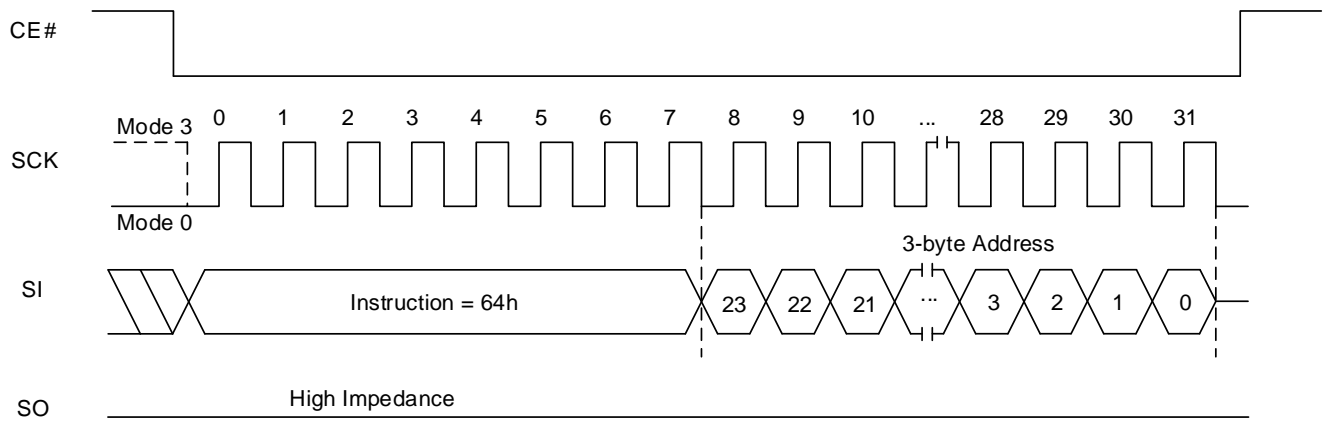 CE#
0 1 2 3 4 5 6 7 8 9 10 ... 28 29 30 31
Mode 3
SCK
Mode 0
3-byte Address
SI
Instruction = 64h
23 22 21 ... 3 2 1 0
High Impedance
SO